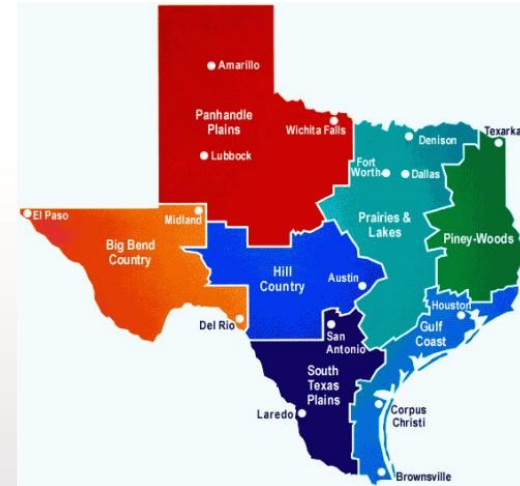 Amarillo
Panhandle
Plains
Wichita Falls
Lubbock
Denison
Texarka
Fort
Worth
Dallas
El Paso
Midland
Prairies &
Lakes
Piney-Woods
Big Bend
Country
Hill
Country
Austin
Houston
Gulf
Coast
Del Rio
San
Antonio
South
Texas
Plains
Laredo
Corpus
Christi
Brownsville